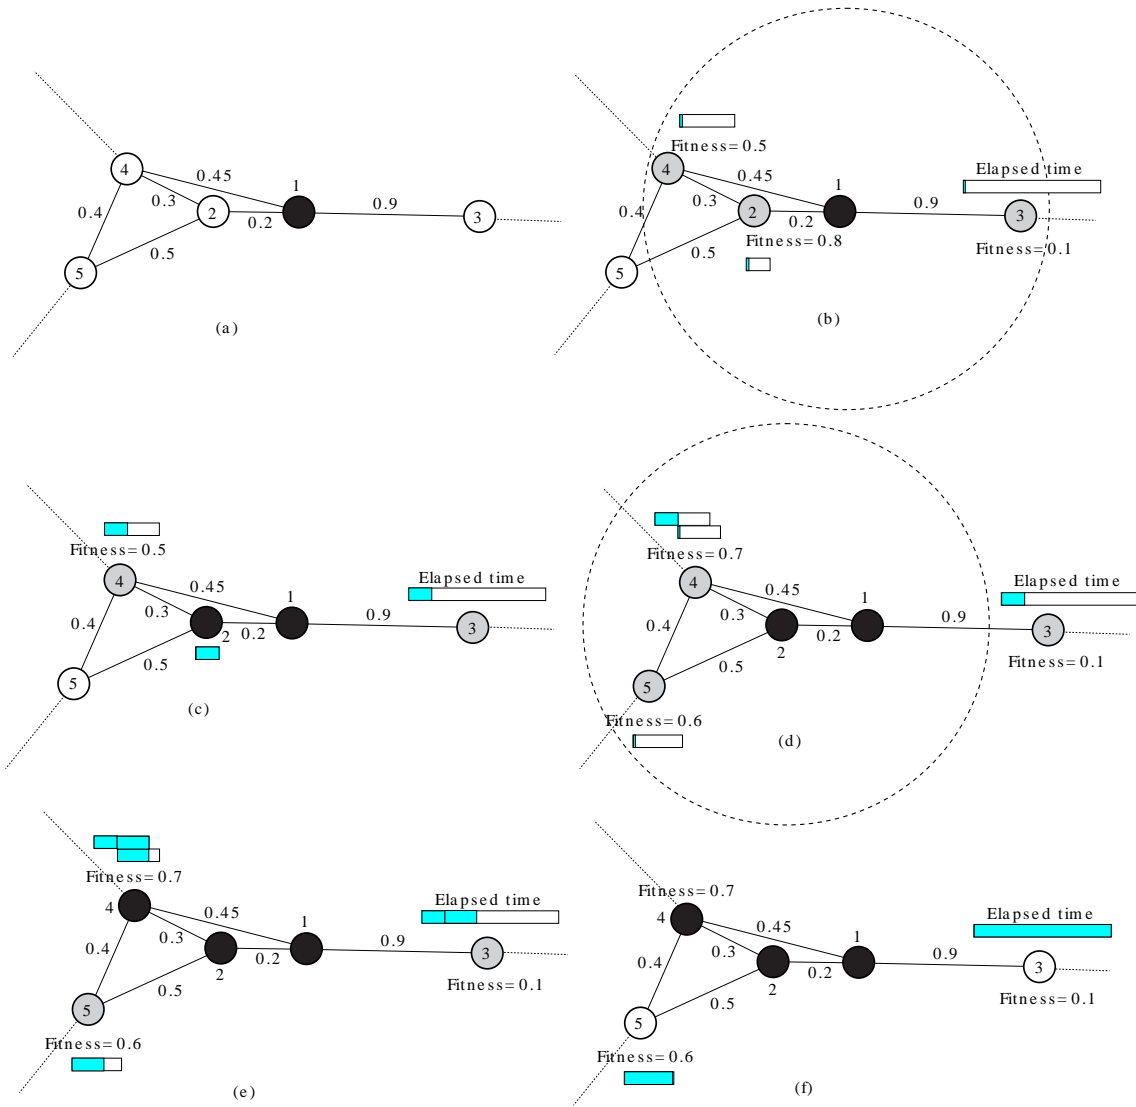 4
0.45
1
0.3
0.9
0.4
2
0.2
3
0.5
5
(a)
Fitness=0.5
Elapsed time
4
0.45
1
0.3
0.9
0.4
2
0.2
3
Fitness=0.8
Fitness=0.1
0.5
5
(b)
Fitness=0.5
Elapsed time
4
0.45
1
0.3
0.9
0.4
2
0.2
3
0.5
5
(c)
Fitness=0.7
Elapsed time
4
0.45
1
0.3
0.9
0.4
0.2
3
2
0.5
Fitness=0.1
5
Fitness=0.6
(d)
Fitness=0.7
Elapsed time
4
0.45
1
0.3
0.9
0.4
0.2
3
2
0.5
Fitness=0.1
5
Fitness=0.6
(e)
Fitness=0.7
Elapsed time
4
0.45
1
0.3
0.9
0.4
0.2
3
2
0.5
Fitness=0.1
5
Fitness=0.6
(f)